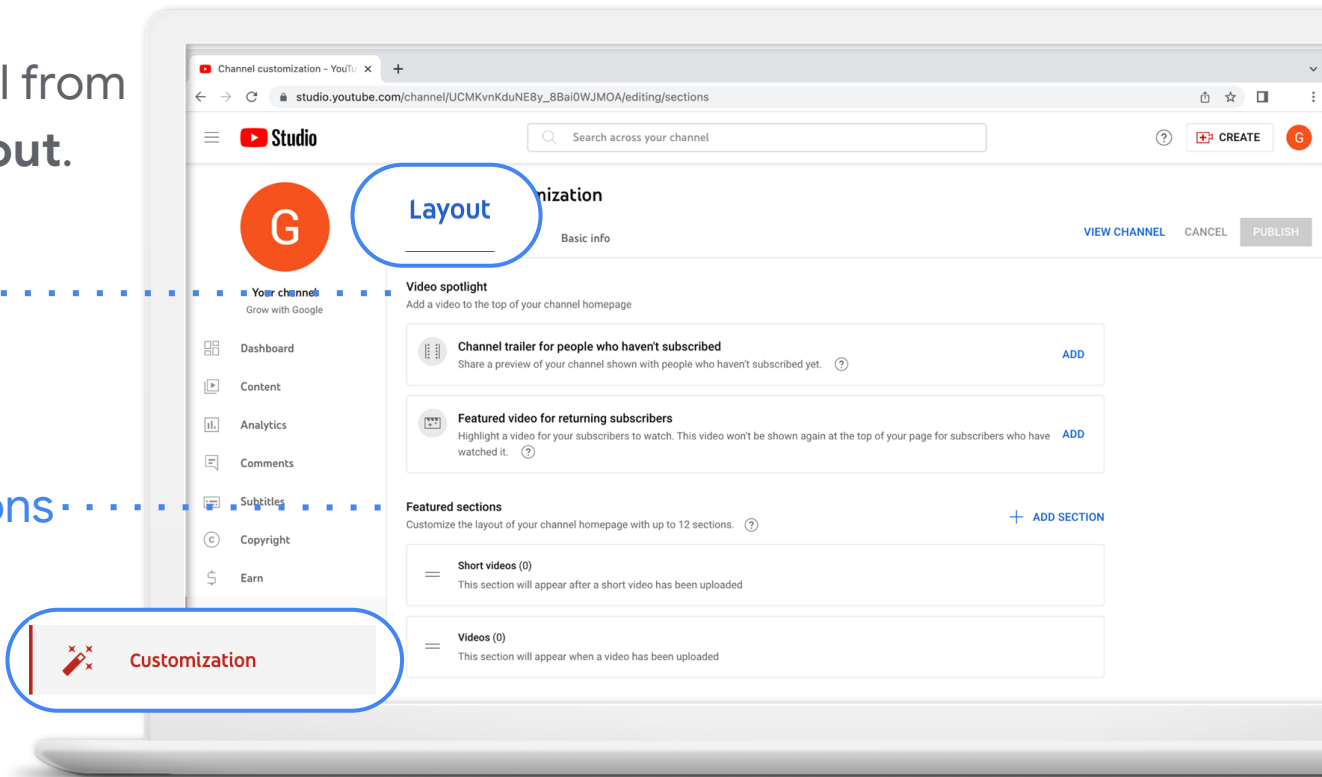 l from
out.
ons
Channel customization - YouTu
studio.youtube.com/channel/UCMKvnKduNE8y_8Bai0WJMOA/editing/sections
Studio
Search across your channel
CREATE
G
G
Your channel
Grow with Google
Dashboard
Content
Analytics
Comments
Subtitles
Copyright
Earn
Customization
mization
Layout
Basic info
VIEW CHANNEL
CANCEL
PUBLISH
Video spotlight
Add a video to the top of your channel homepage
Channel trailer for people who haven't subscribed
Share a preview of your channel shown with people who haven't subscribed yet.
ADD
Featured video for returning subscribers
Highlight a video for your subscribers to watch. This video won't be shown again at the top of your page for subscribers who have
watched it.
ADD
Featured sections
Customize the layout of your channel homepage with up to 12 sections.
ADD SECTION
Short videos (0)
This section will appear after a short video has been uploaded
Videos (0)
This section will appear when a video has been uploaded